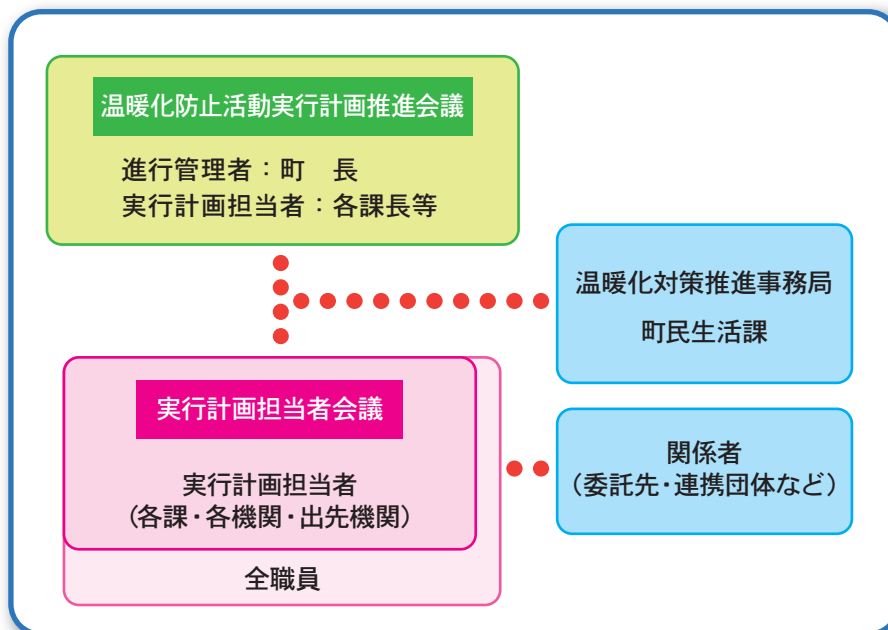 温暖化防止活動実行計画推進会議
進行管理者：町　長
実行計画担当者：各課長等
温暖化対策推進事務局
町民生活課
実行計画担当者会議
実行計画担当者
（各課・各機関・出先機関）
全職員
関係者
（委託先・連携団体など）